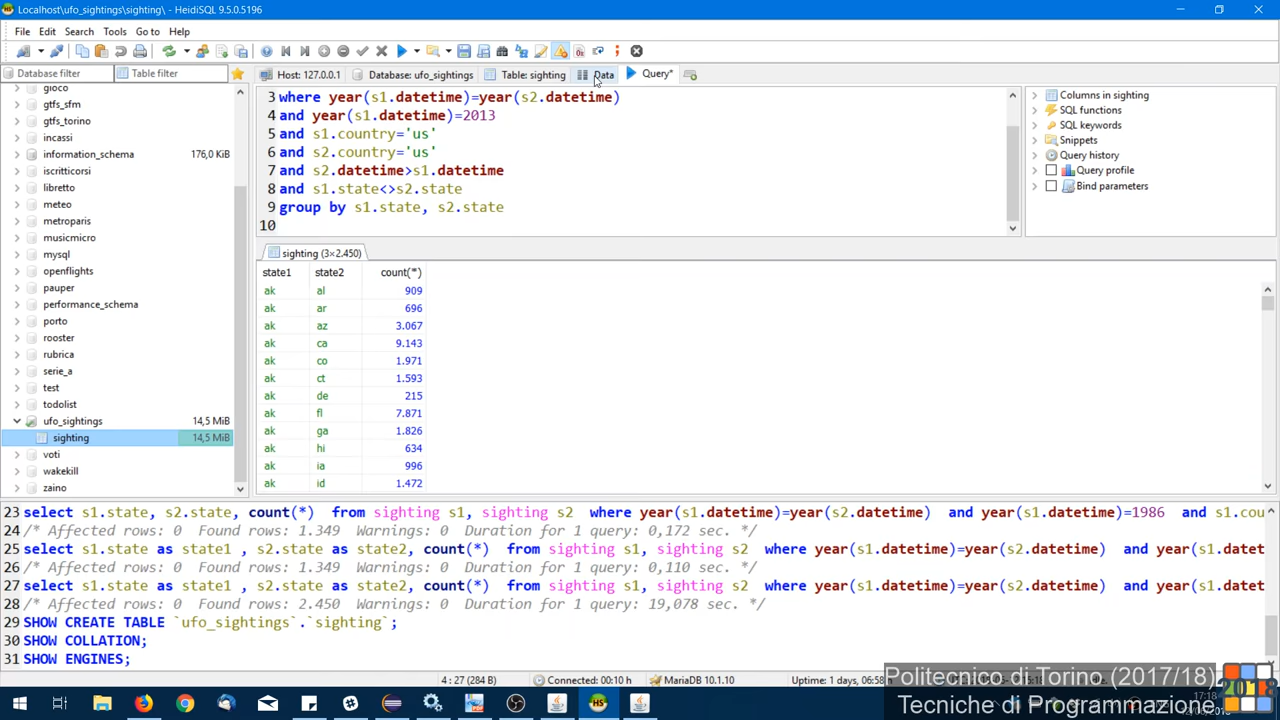 Localhost\ufo_sightings\sighting\ - HeidiSQL 9.5.0.5196
File Edit Search Tools Go to Help
Database filter Table filter Host: 127.0.0.1 Database: ufo_sightings Table: sighting Data Query*
gioco
gtfs_sfm
gtfs_torino
incassi
information_schema 176,0 KiB
iscritticorsi
libretto
meteo
metroparis
musicmicro
mysql
openflights
pauper
performance_schema
porto
rooster
rubrica
serie_a
test
todolist
ufo_sightings 14,5 MiB
sighting 14,5 MiB
voti
wakekill
zaino
3 where year(s1.datetime)=year(s2.datetime)
4 and year(s1.datetime)=2013
5 and s1.country='us'
6 and s2.country='us'
7 and s2.datetime>s1.datetime
8 and s1.state<>s2.state
9 group by s1.state, s2.state
10
Columns in sighting
SQL functions
SQL keywords
Snippets
Query history
Query profile
Bind parameters
sighting (3×2.450)
state1 state2 count(*)
ak al 909
ak ar 696
ak az 3.067
ak ca 9.143
ak co 1.971
ak ct 1.593
ak de 215
ak fl 7.871
ak ga 1.826
ak hi 634
ak ia 996
ak id 1.472
23 select s1.state, s2.state, count(*) from sighting s1, sighting s2 where year(s1.datetime)=year(s2.datetime) and year(s1.datetime)=1986 and s1.cou
24 /* Affected rows: 0 Found rows: 1.349 Warnings: 0 Duration for 1 query: 0,172 sec. */
25 select s1.state as state1 , s2.state as state2, count(*) from sighting s1, sighting s2 where year(s1.datetime)=year(s2.datetime) and year(s1.datet
26 /* Affected rows: 0 Found rows: 1.349 Warnings: 0 Duration for 1 query: 0,110 sec. */
27 select s1.state as state1 , s2.state as state2, count(*) from sighting s1, sighting s2 where year(s1.datetime)=year(s2.datetime) and year(s1.datet
28 /* Affected rows: 0 Found rows: 2.450 Warnings: 0 Duration for 1 query: 19,078 sec. */
29 SHOW CREATE TABLE `ufo_sightings`.`sighting`;
30 SHOW COLLATION;
31 SHOW ENGINES;
4 : 27 (284 B) Connected: 00:10 h MariaDB 10.1.10 Uptime: 1 days, 06:58
Politecnico di Torino (2017/18)
Tecniche di Programmazione
2018
17:18